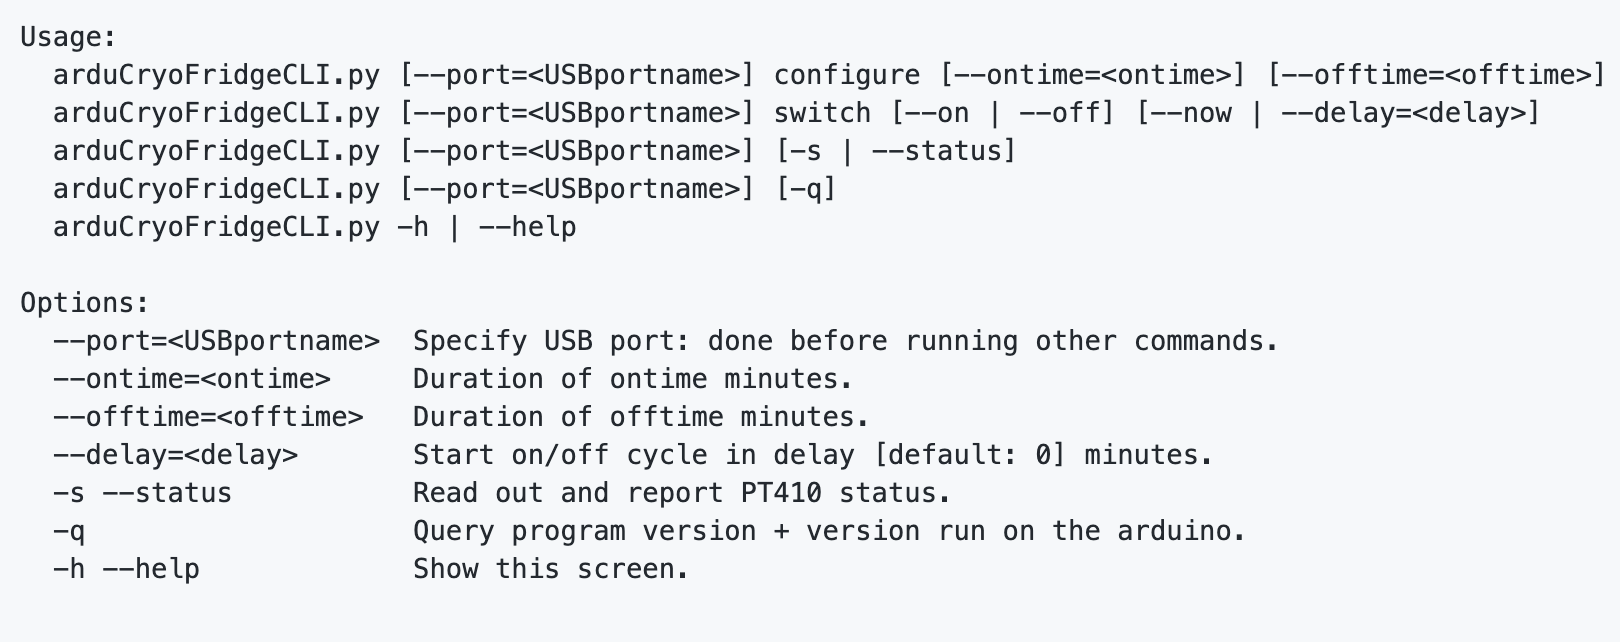 Usage:
  arduCryoFridgeCLI.py [--port=<USBportname>] configure [--ontime=<ontime>] [--offtime=<offtime>]
  arduCryoFridgeCLI.py [--port=<USBportname>] switch [--on | --off] [--now | --delay=<delay>]
  arduCryoFridgeCLI.py [--port=<USBportname>] [-s | --status]
  arduCryoFridgeCLI.py [--port=<USBportname>] [-q]
  arduCryoFridgeCLI.py -h | --help

Options:
  --port=<USBportname>  Specify USB port: done before running other commands.
  --ontime=<ontime>     Duration of ontime minutes.
  --offtime=<offtime>   Duration of offtime minutes.
  --delay=<delay>       Start on/off cycle in delay [default: 0] minutes.
  -s --status           Read out and report PT410 status.
  -q                    Query program version + version run on the arduino.
  -h --help             Show this screen.